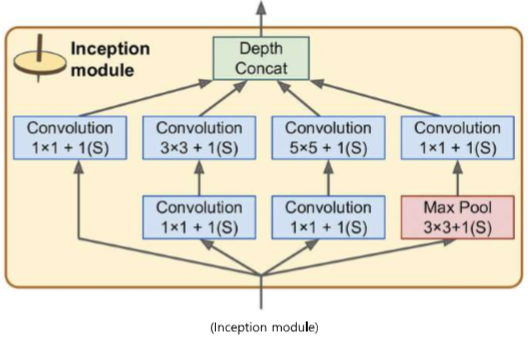 Inception
module
Depth
Concat
Convolution
1×1 + 1(S)
Convolution
3×3 + 1(S)
Convolution
5×5 + 1(S)
Convolution
1×1 + 1(S)
Convolution
1×1 + 1(S)
Convolution
1×1 + 1(S)
Max Pool
3×3+1(S)
(Inception module)